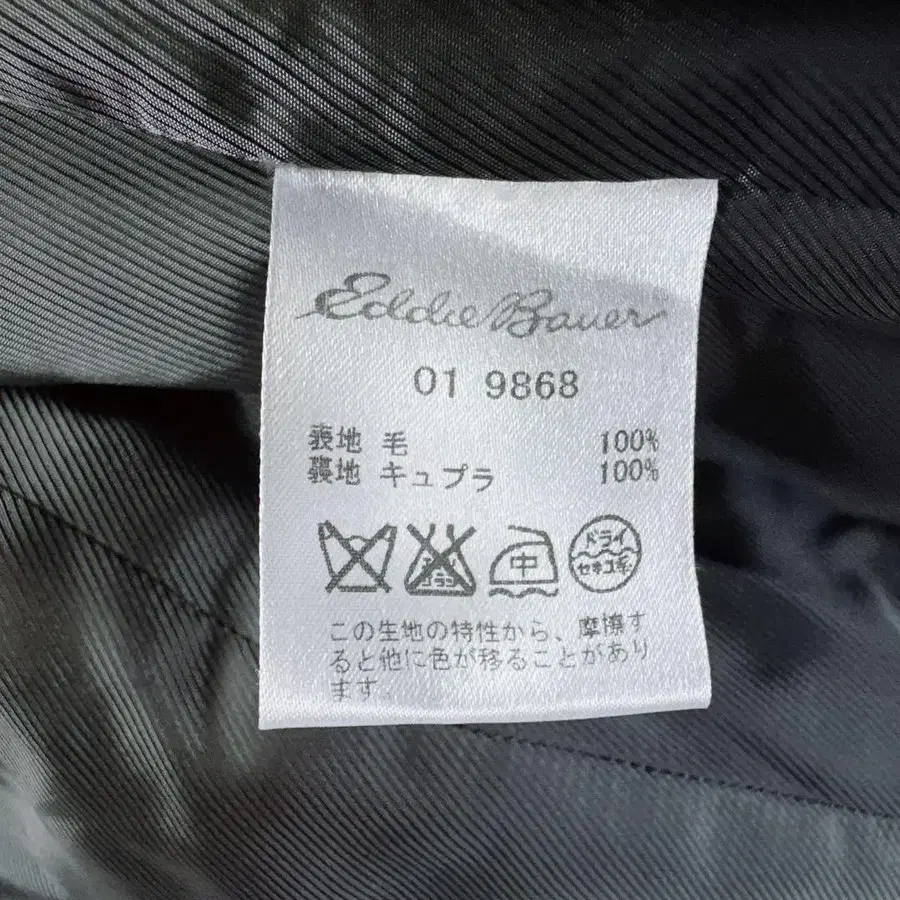 Eddie Bauer
01 9868
表地 毛 100%
裏地 キュプラ 100%
中
ドライ
セキユ系
この生地の特性から、摩擦す
ると他に色が移ることがあり
ます。